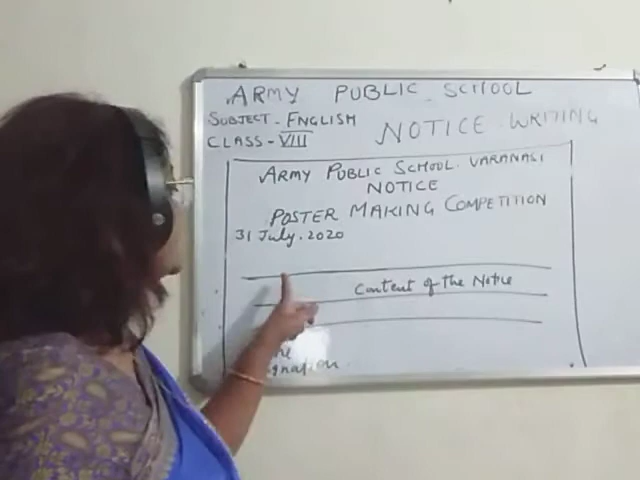 ARMY PUBLIC SCHOOL
SUBJECT - ENGLISH
NOTICE WRITING
CLASS - VIII
ARMY PUBLIC SCHOOL. VARANASI
NOTICE
POSTER MAKING COMPETITION
31 July. 2020
Content of the Notice